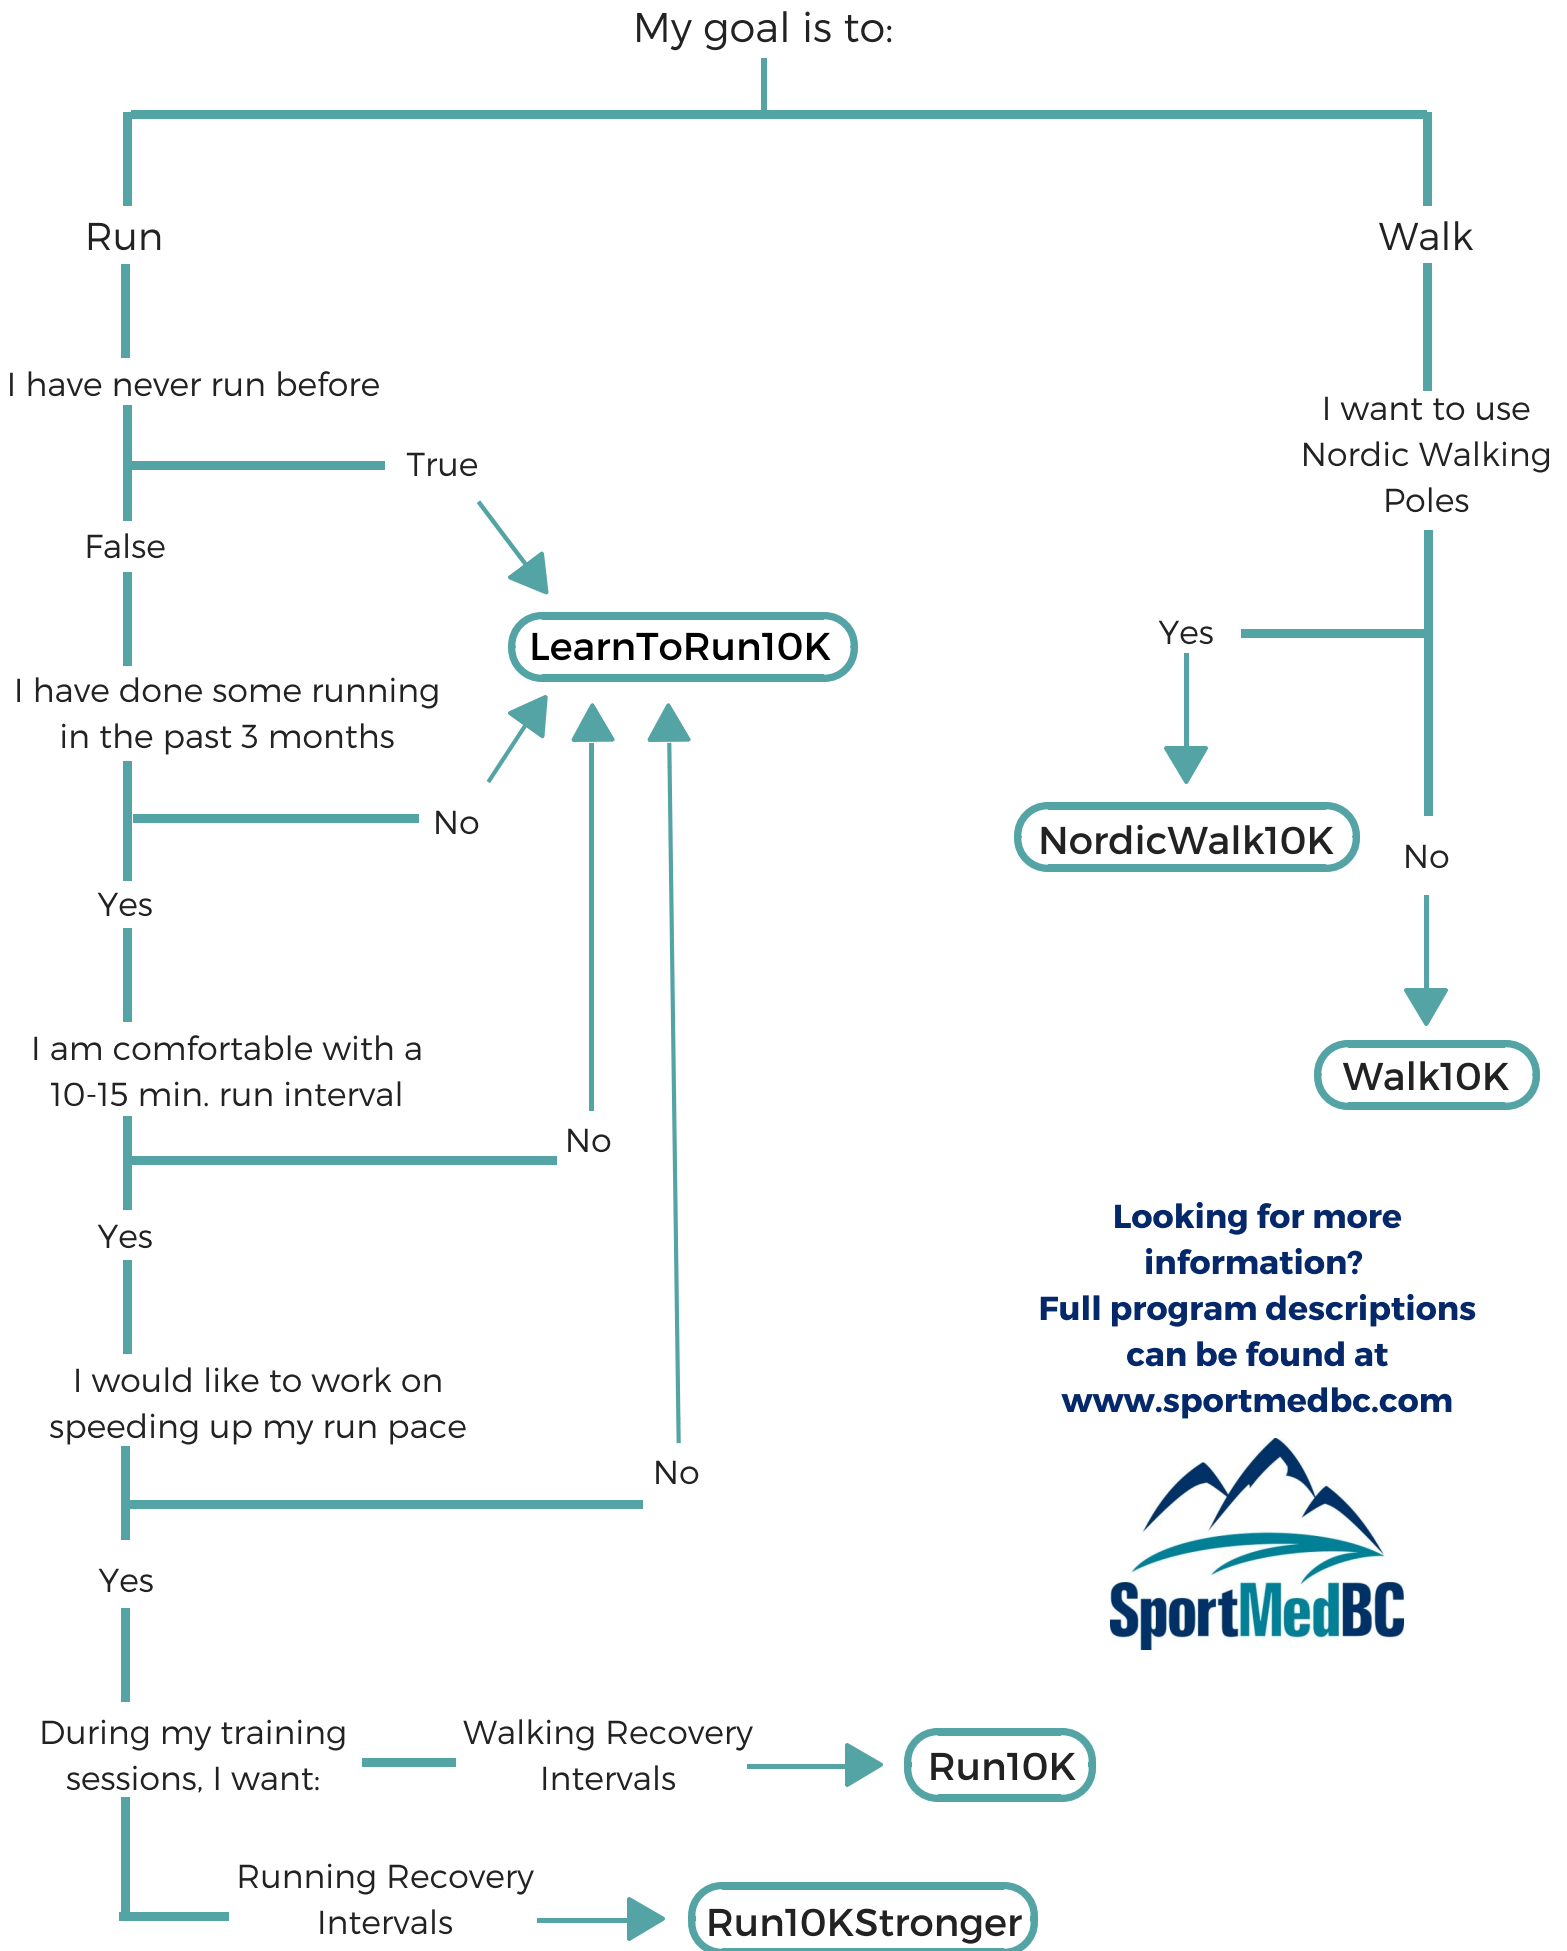 My goal is to:
Run
Walk
I have never run before
True
False
I want to use
Nordic Walking
Poles
Yes
No
NordicWalk10K
Walk10K
LearnToRun10K
I have done some running
in the past 3 months
No
Yes
I am comfortable with a
10-15 min. run interval
No
Yes
I would like to work on
speeding up my run pace
No
Yes
During my training
sessions, I want:
Walking Recovery
Intervals
Run10K
Running Recovery
Intervals
Run10KStronger
Looking for more
information?
Full program descriptions
can be found at
www.sportmedbc.com
SportMedBC